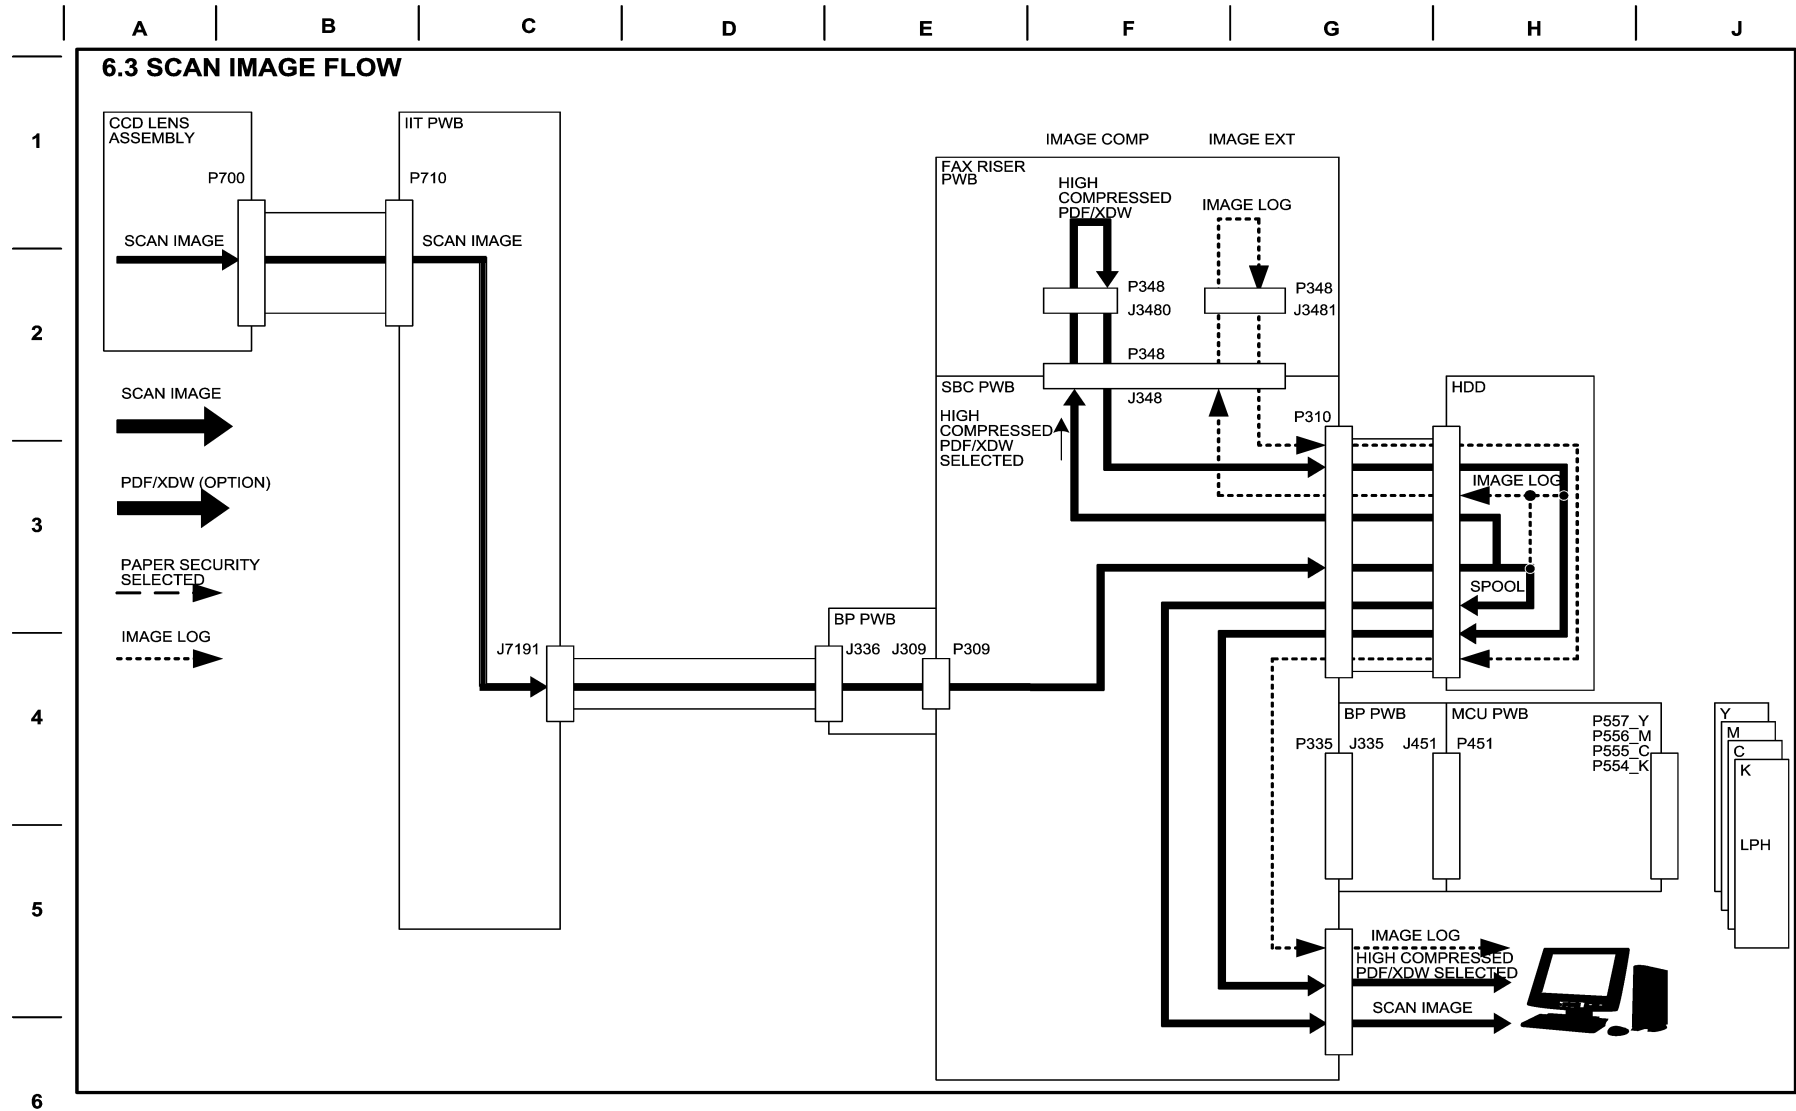 A B C D E F G H J
6.3 SCAN IMAGE FLOW
1
2
3
4
5
6
CCD LENS
ASSEMBLY
P700
SCAN IMAGE
IIT PWB
P710
SCAN IMAGE
J7191
SCAN IMAGE
PDF/XDW (OPTION)
PAPER SECURITY
SELECTED
IMAGE LOG
IMAGE COMP
IMAGE EXT
FAX RISER
PWB
HIGH
COMPRESSED
PDF/XDW
IMAGE LOG
P348
J3480
P348
J3481
P348
J348
SBC PWB
HIGH
COMPRESSED
PDF/XDW
SELECTED
P310
HDD
IMAGE LOG
SPOOL
BP PWB
J336
J309
P309
BP PWB
MCU PWB
P335
J335
J451
P451
P557_Y
P556_M
P555_C
P554_K
Y
M
C
K
LPH
IMAGE LOG
HIGH COMPRESSED
PDF/XDW SELECTED
SCAN IMAGE